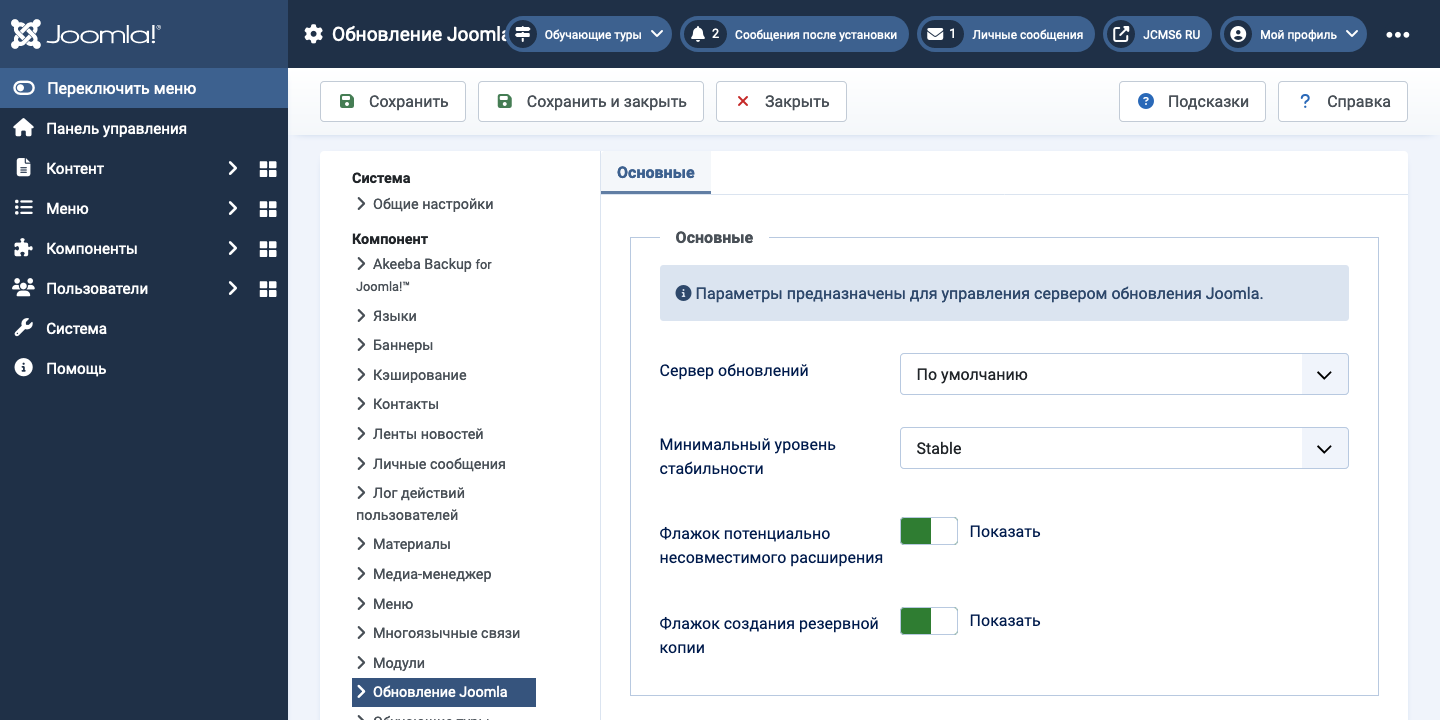 Joomla!®
Обновление Joomla
Обучающие туры
2 Сообщения после установки
1 Личные сообщения
JCMS6 RU
Мой профиль
Переключить меню
Панель управления
Контент
Меню
Компоненты
Пользователи
Система
Помощь
Сохранить
Сохранить и закрыть
Закрыть
Подсказки
Справка
Система
Общие настройки
Компонент
Akeeba Backup for
Joomla!™
Языки
Баннеры
Кэширование
Контакты
Ленты новостей
Личные сообщения
Лог действий
пользователей
Материалы
Медиа-менеджер
Меню
Многоязычные связи
Модули
Обновление Joomla
Обучающие туры
Основные
Основные
Параметры предназначены для управления сервером обновления Joomla.
Сервер обновлений
По умолчанию
Минимальный уровень
стабильности
Stable
Флажок потенциально
несовместимого расширения
Показать
Флажок создания резервной
копии
Показать